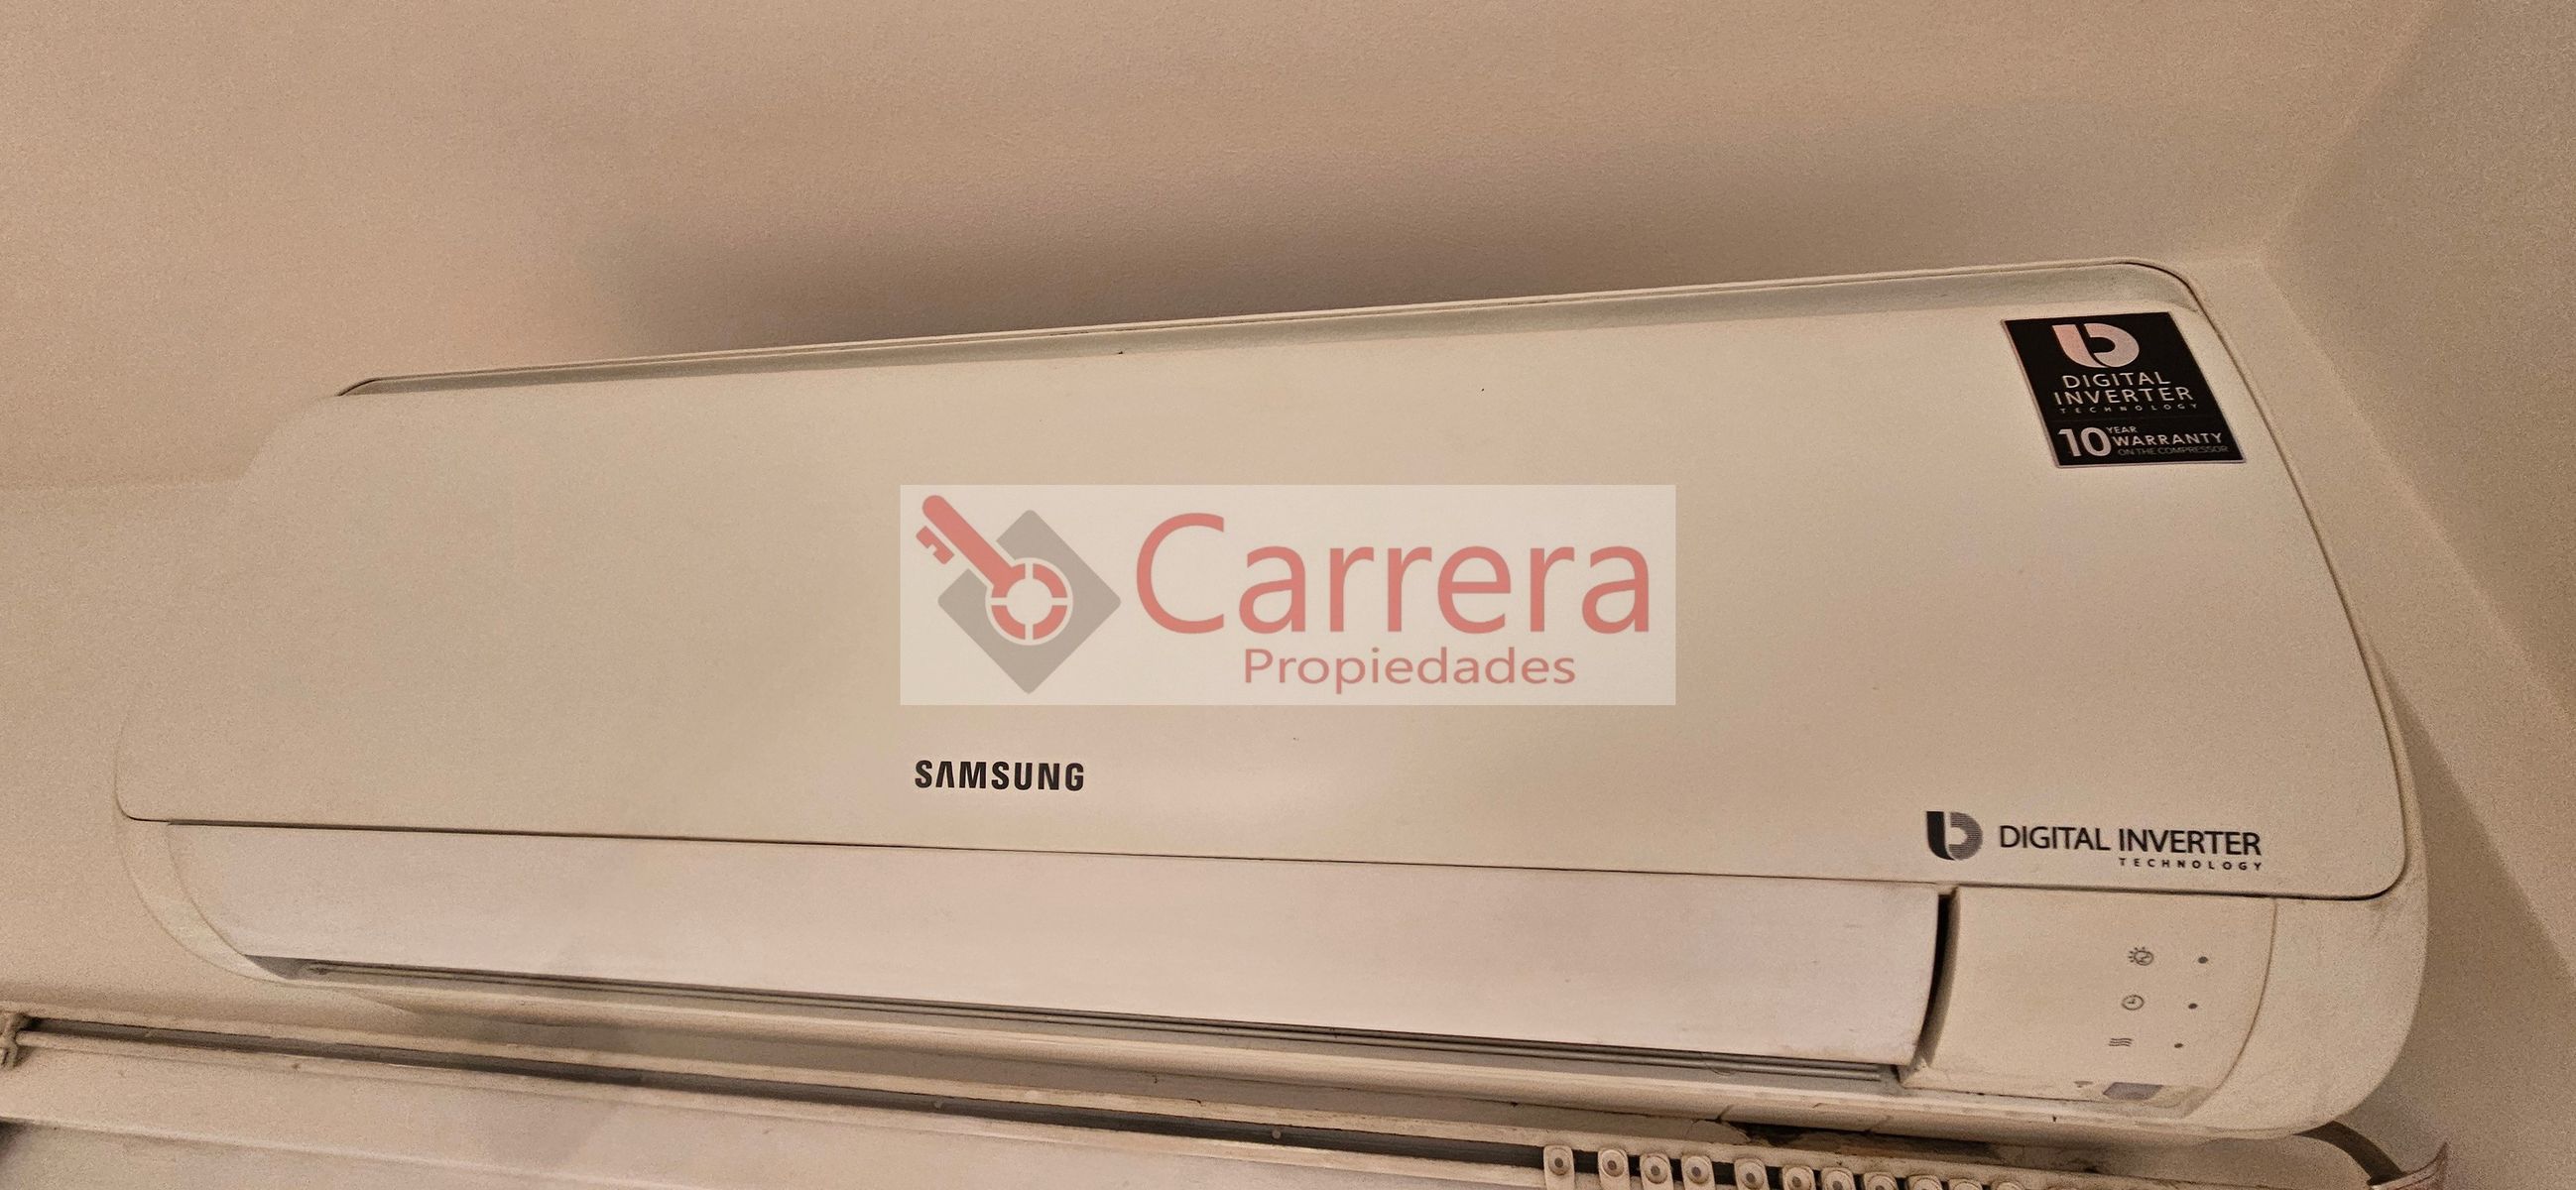 DIGITAL
INVERTER
TECHNOLOGY
10 YEAR
WARRANTY
ON THE COMPRESSOR
Carrera
Propiedades
SAMSUNG
DIGITAL INVERTER
TECHNOLOGY